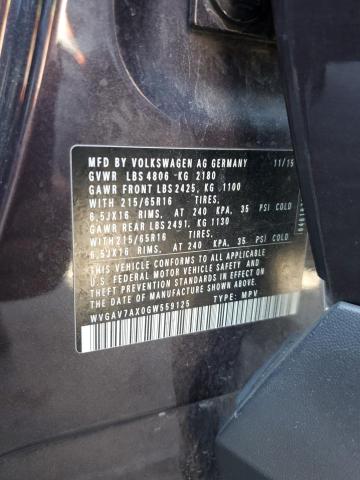 MFD BY VOLKSWAGEN AG GERMANY 11/15
GVWR LBS 4806 -KG 2180
GAWR FRONT LBS 2425, KG 1100
WITH 215/65R16 TIRES,
6,5JX16 RIMS, AT 240 KPA, 35 PSI COLD
GAWR REAR LBS 2491, KG 1130
WITH 215/65R16 TIRES,
6,5JX16 RIMS, AT 240 KPA, 35 PSI COLD
THIS VEHICLE CONFORMS TO ALL APPLICABLE
U.S. FEDERAL MOTOR VEHICLE SAFETY AND
THEFT PREVENTION STANDARDS IN EFFECT ON
THE DATE OF MANUFACTURE SHOWN ABOVE.
WVGAV7AX0GW559125 TYPE: MPV